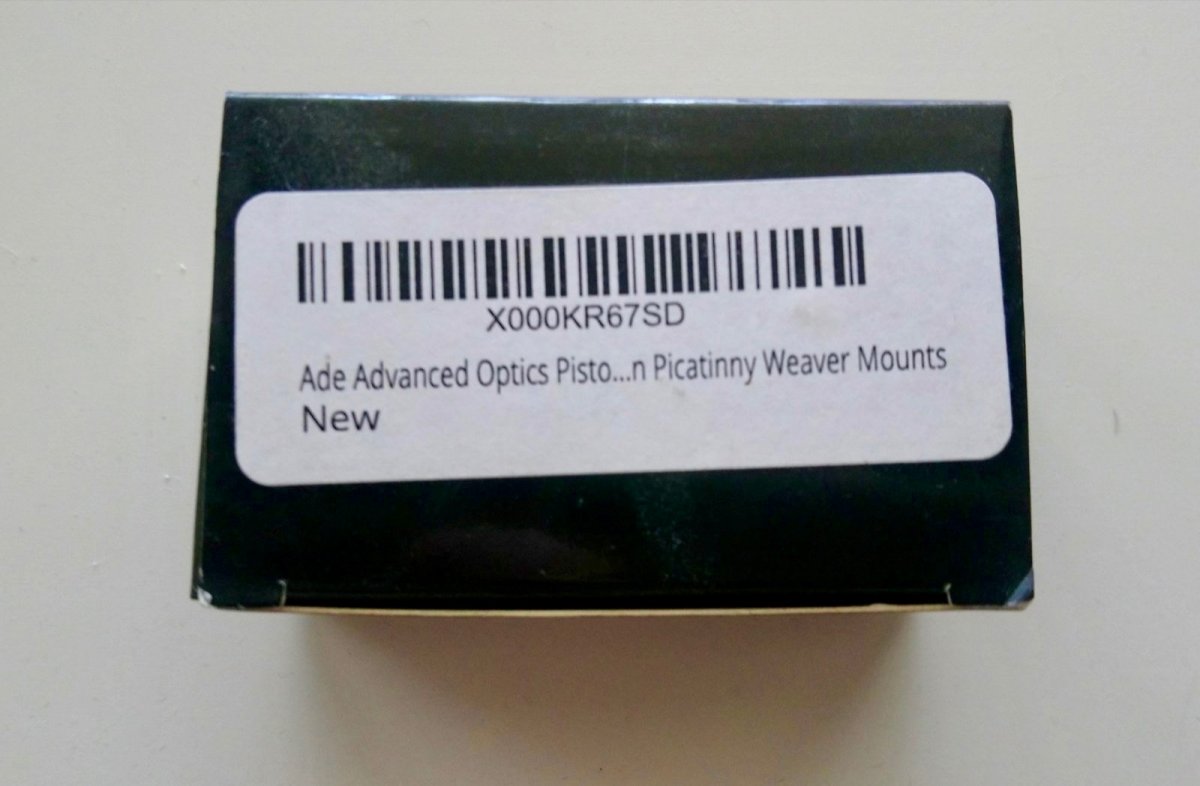 X000KR67SD
Ade Advanced Optics Pisto...n Picatinny Weaver Mounts
New